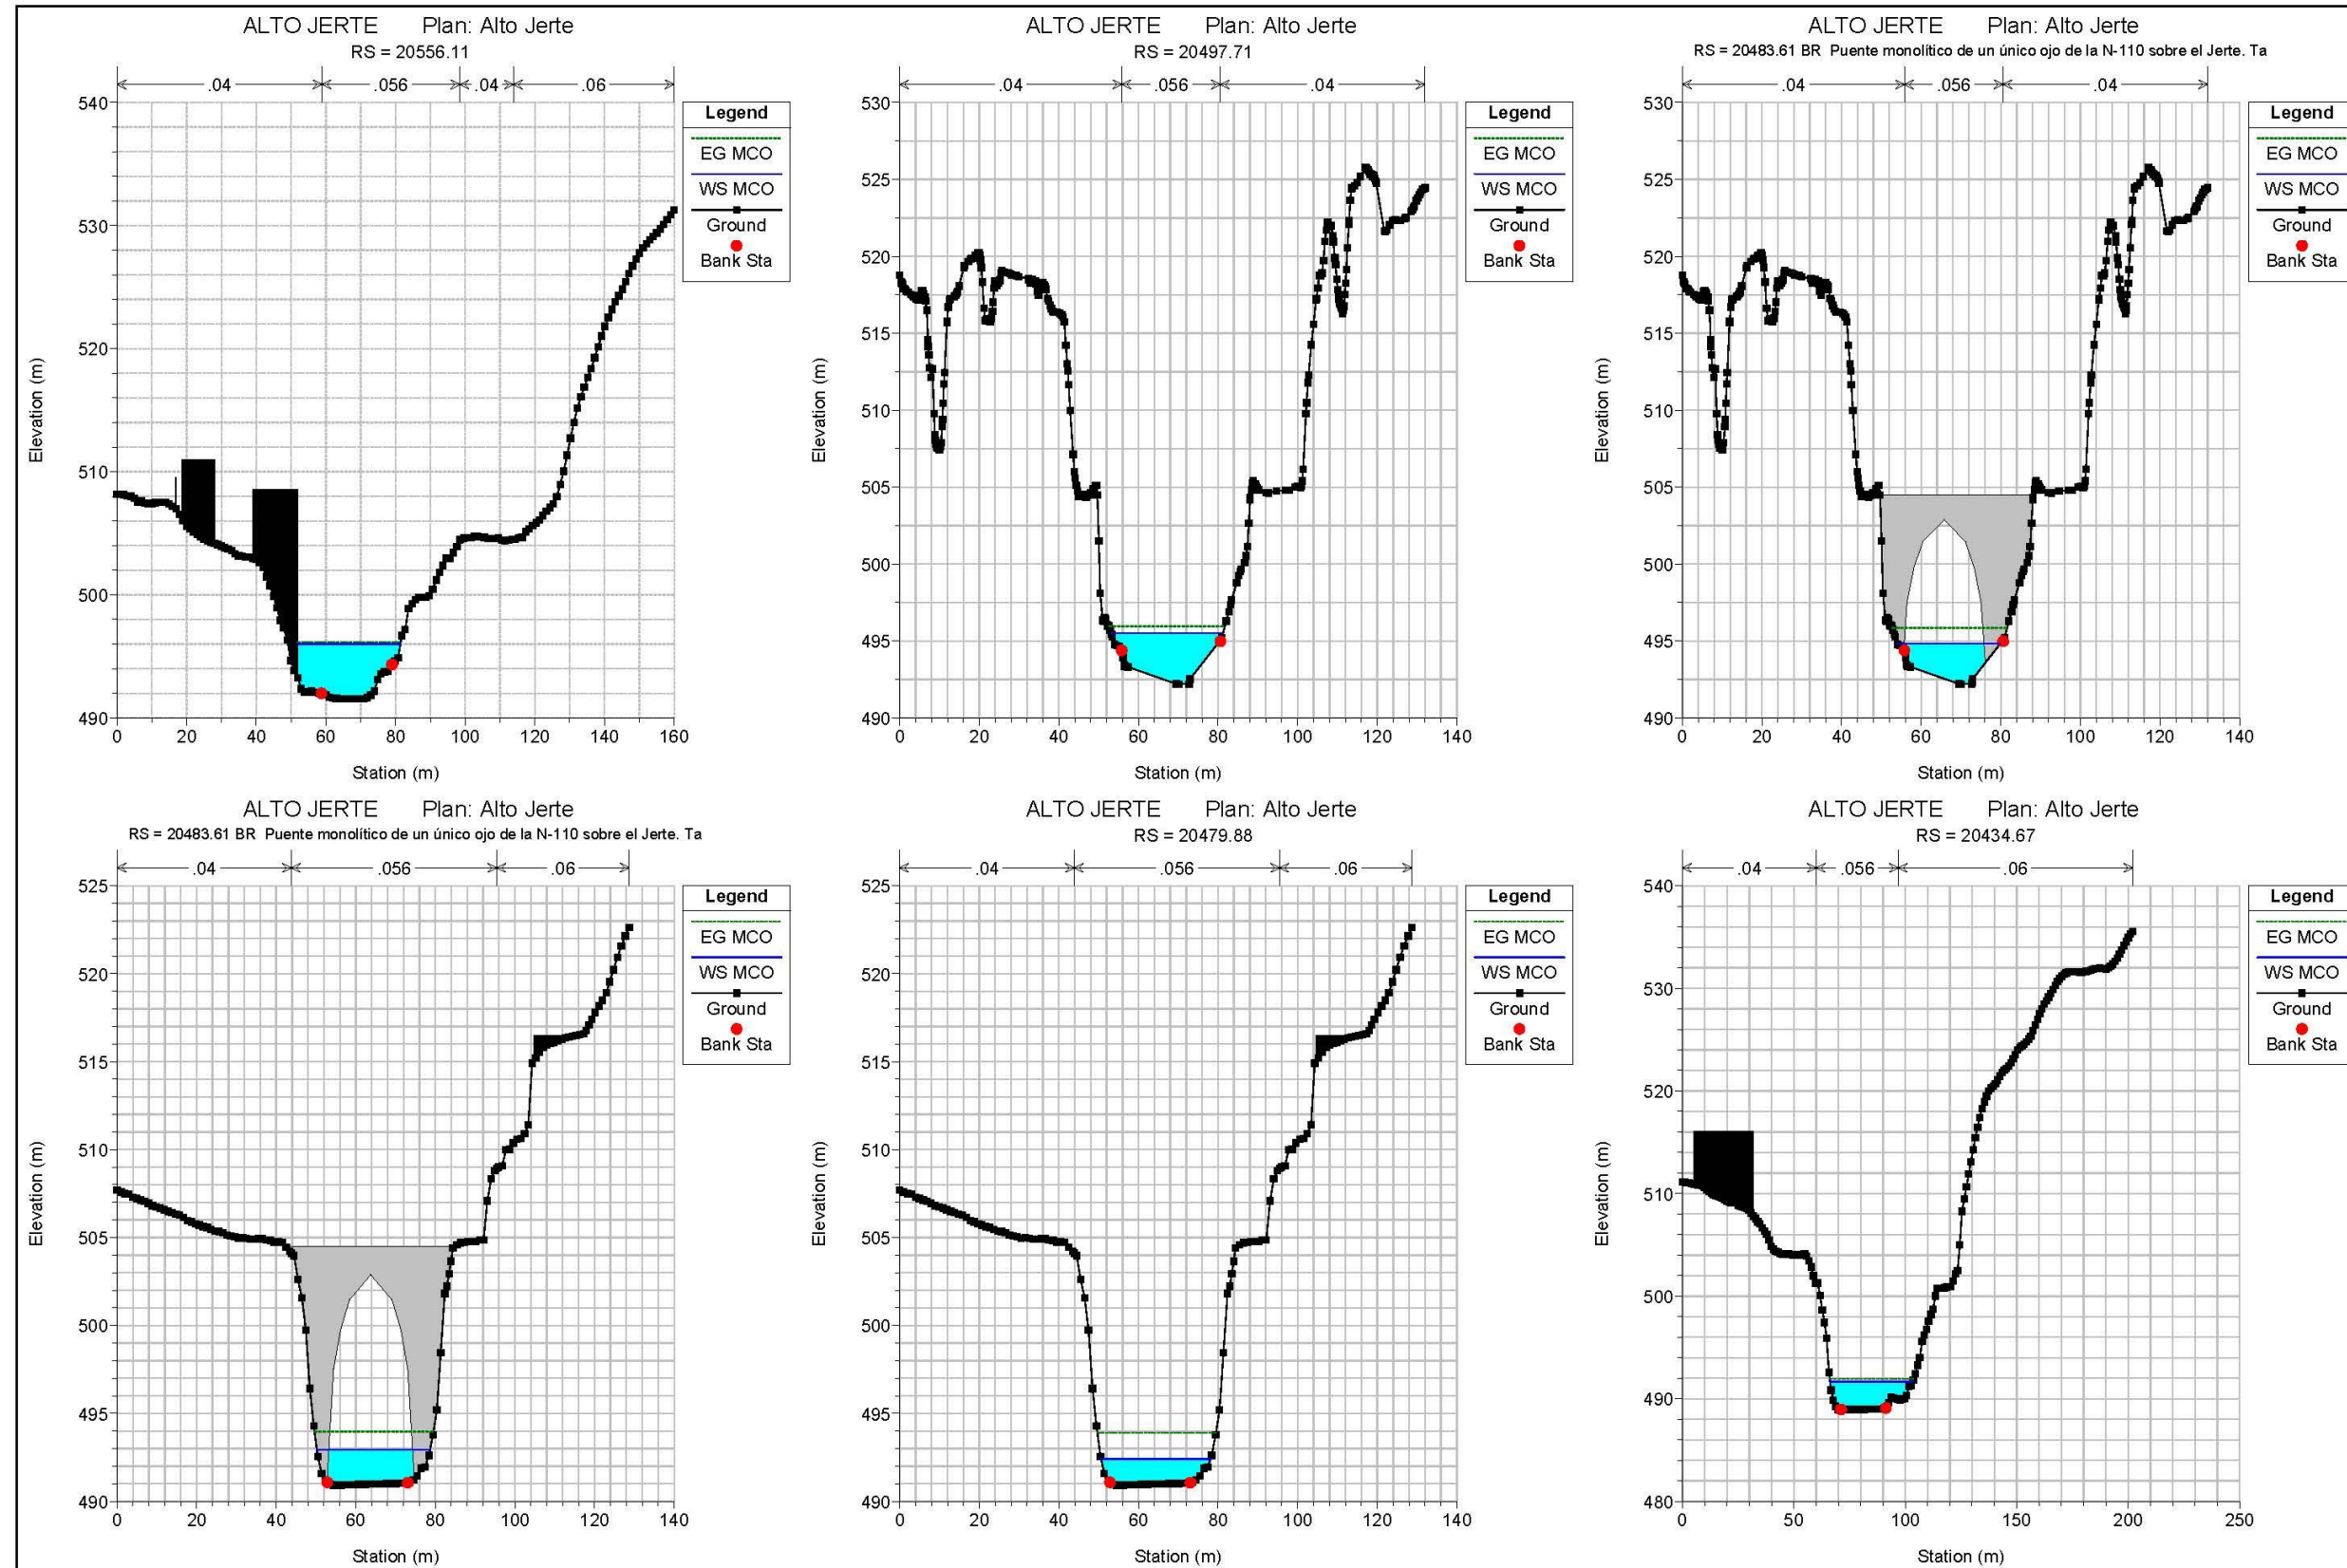 ALTO JERTE Plan: Alto Jerte
RS = 20556.11
.04 .056 .04 .06
Legend
EG MCO
WS MCO
Ground
Bank Sta
Elevation (m)
540
530
520
510
500
490
0 20 40 60 80 100 120 140 160
Station (m)
ALTO JERTE Plan: Alto Jerte
RS = 20497.71
.04 .056 .04
Legend
EG MCO
WS MCO
Ground
Bank Sta
Elevation (m)
530
525
520
515
510
505
500
495
490
0 20 40 60 80 100 120 140
Station (m)
ALTO JERTE Plan: Alto Jerte
RS = 20483.61 BR Puente monolítico de un único ojo de la N-110 sobre el Jerte. Ta
.04 .056 .04
Legend
EG MCO
WS MCO
Ground
Bank Sta
Elevation (m)
530
525
520
515
510
505
500
495
490
0 20 40 60 80 100 120 140
Station (m)
ALTO JERTE Plan: Alto Jerte
RS = 20483.61 BR Puente monolítico de un único ojo de la N-110 sobre el Jerte. Ta
.04 .056 .06
Legend
EG MCO
WS MCO
Ground
Bank Sta
Elevation (m)
525
520
515
510
505
500
495
490
0 20 40 60 80 100 120 140
Station (m)
ALTO JERTE Plan: Alto Jerte
RS = 20479.88
.04 .056 .06
Legend
EG MCO
WS MCO
Ground
Bank Sta
Elevation (m)
525
520
515
510
505
500
495
490
0 20 40 60 80 100 120 140
Station (m)
ALTO JERTE Plan: Alto Jerte
RS = 20434.67
.04 .056 .06
Legend
EG MCO
WS MCO
Ground
Bank Sta
Elevation (m)
540
530
520
510
500
490
480
0 50 100 150 200 250
Station (m)